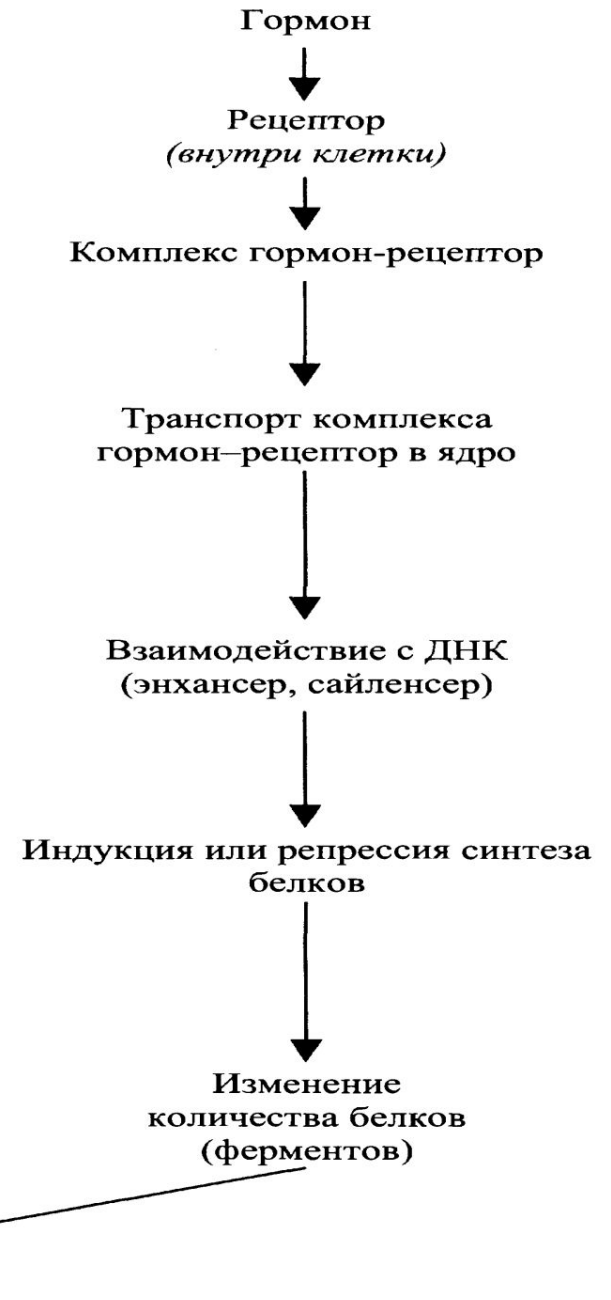 Гормон
Рецептор
(внутри клетки)
Комплекс гормон-рецептор
Транспорт комплекса
гормон–рецептор в ядро
Взаимодействие с ДНК
(энхансер, сайленсер)
Индукция или репрессия синтеза
белков
Изменение
количества белков
(ферментов)